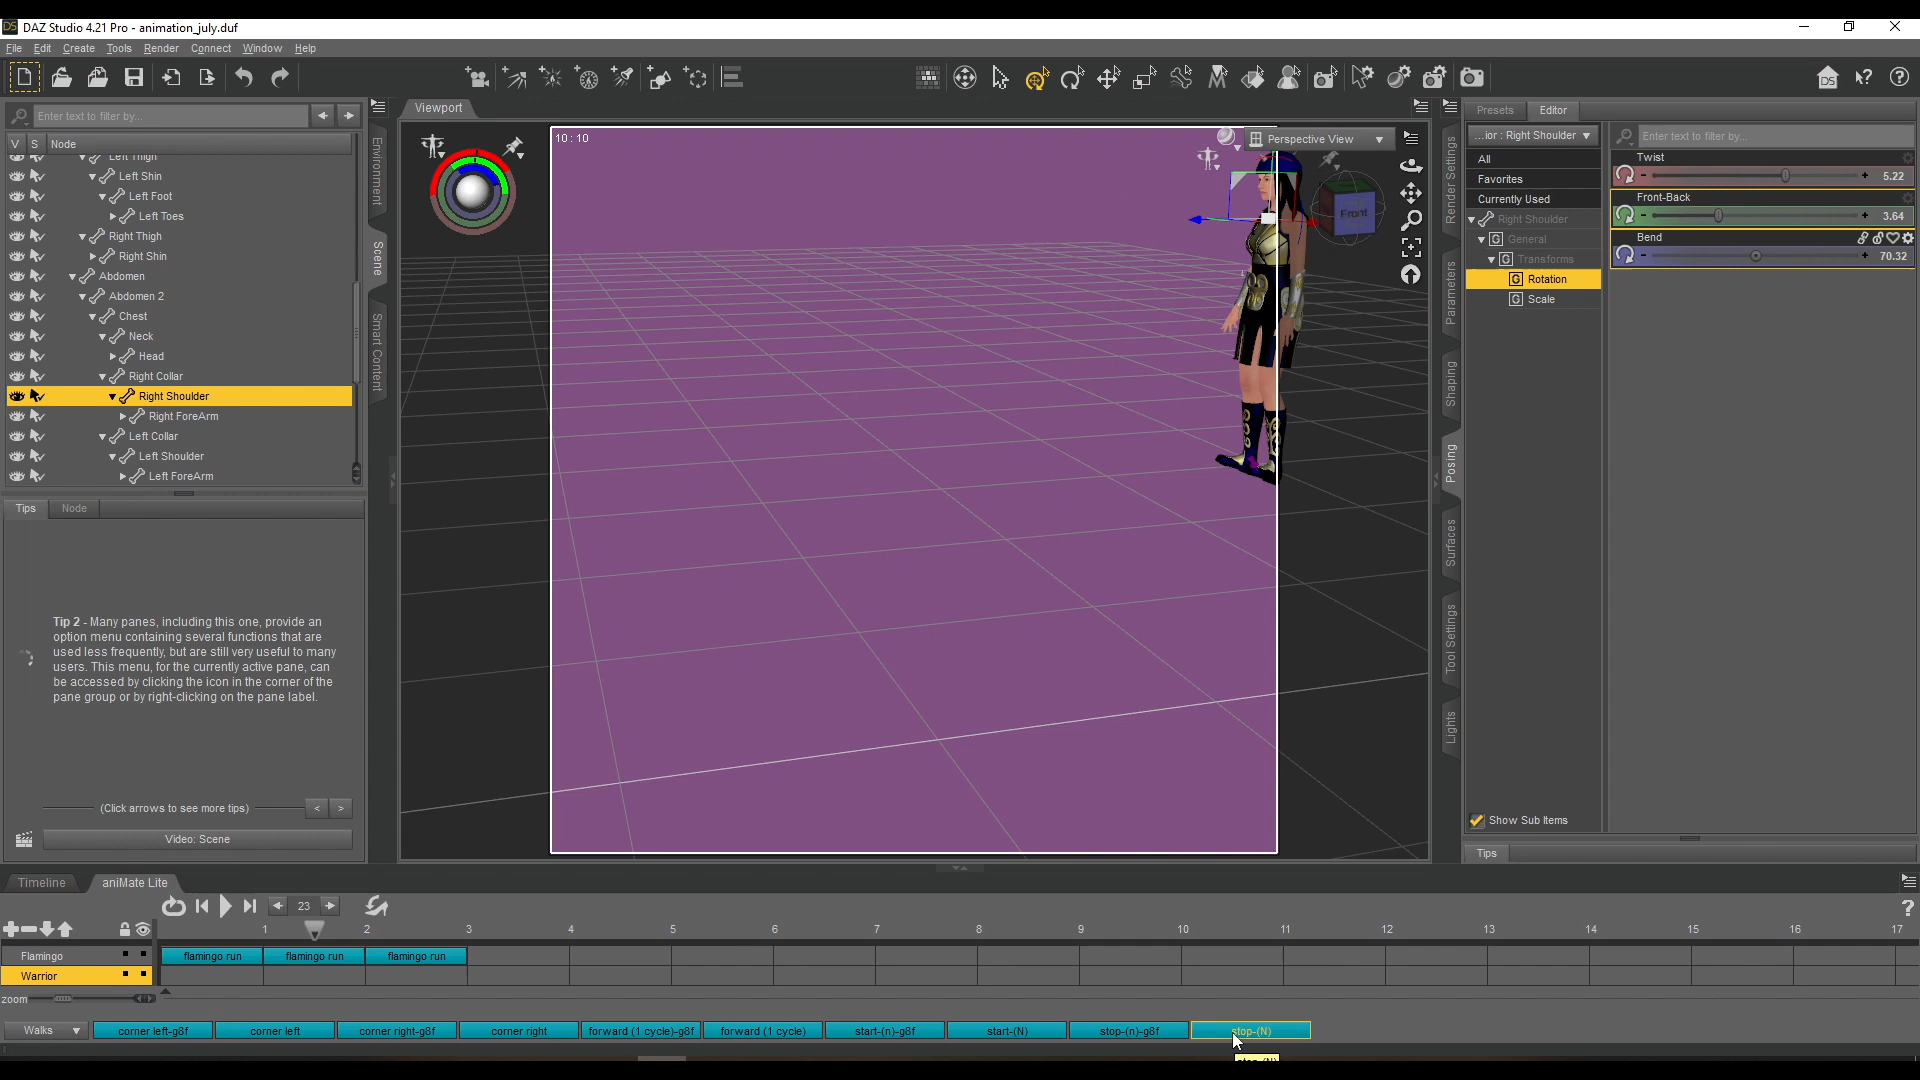 DAZ Studio 4.21 Pro - animation_july.duf
File Edit Create Tools Render Connect Window Help
Enter text to filter by...
V S Node
Left Thigh
Left Shin
Left Foot
Left Toes
Right Thigh
Right Shin
Abdomen
Abdomen 2
Chest
Neck
Head
Right Collar
Right Shoulder
Right ForeArm
Left Collar
Left Shoulder
Left ForeArm
Tips Node
Tip 2 - Many panes, including this one, provide an
option menu containing several functions that are
used less frequently, but are still very useful to many
users. This menu, for the currently active pane, can
be accessed by clicking the icon in the corner of the
pane group or by right-clicking on the pane label.
(Click arrows to see more tips) < >
Video: Scene
Environment
Scene
Smart Content
Viewport
10 : 10
Perspective View
Front
Render Settings
Parameters
Shaping
Posing
Surfaces
Tool Settings
Lights
Presets Editor
...ior : Right Shoulder
Enter text to filter by...
All
Favorites
Currently Used
Right Shoulder
General
Transforms
Rotation
Scale
Twist
5.22
Front-Back
3.64
Bend
70.32
Show Sub Items
Tips
Timeline aniMate Lite
23
1 2 3 4 5 6 7 8 9 10 11 12 13 14 15 16 17
Flamingo flamingo run flamingo run flamingo run
Warrior
zoom
Walks corner left-g8f corner left corner right-g8f corner right forward (1 cycle)-g8f forward (1 cycle) start-(n)-g8f start-(N) stop-(n)-g8f stop-(N)